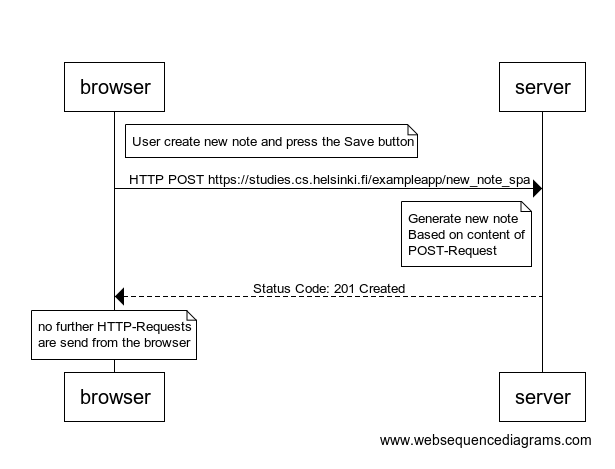 browser
server
User create new note and press the Save button
HTTP POST https://studies.cs.helsinki.fi/exampleapp/new_note_spa
Generate new note
Based on content of
POST-Request
Status Code: 201 Created
no further HTTP-Requests
are send from the browser
browser
server
www.websequencediagrams.com